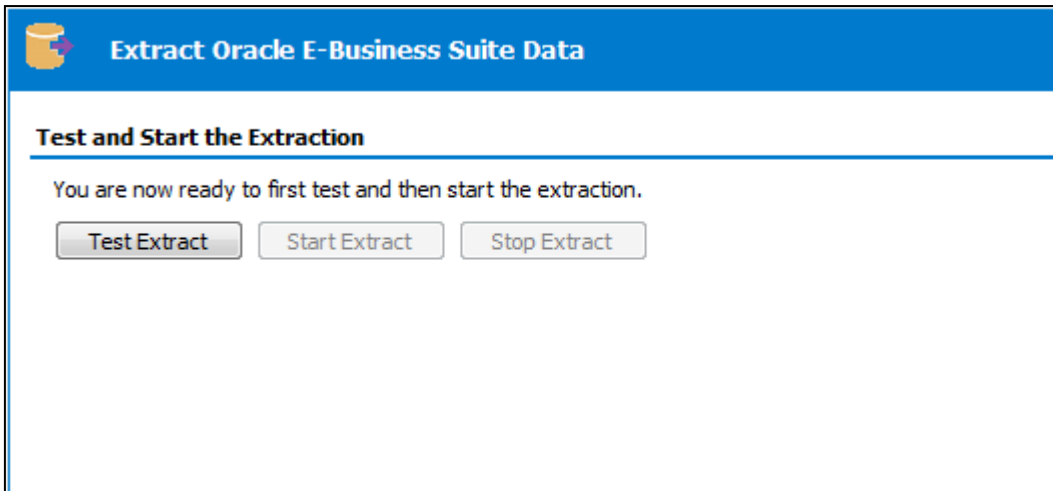 Extract Oracle E-Business Suite Data
Test and Start the Extraction
You are now ready to first test and then start the extraction.
Test Extract Start Extract Stop Extract